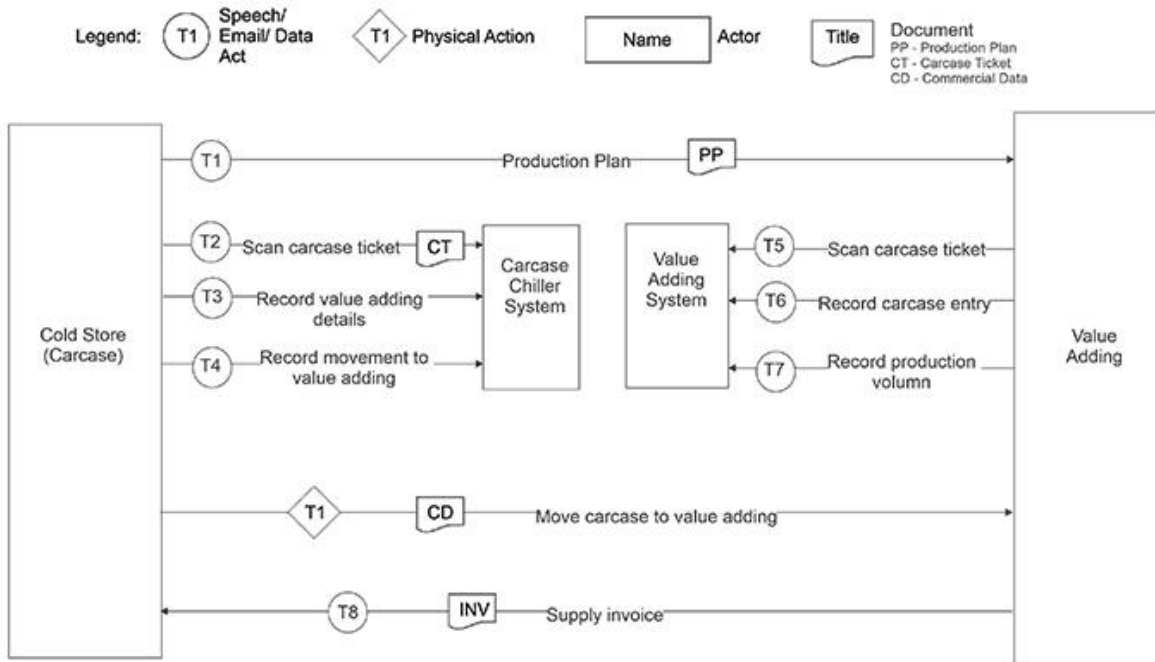 Legend:
T1
Speech/
Email/ Data
Act
T1
Physical Action
Name
Actor
Title
Document
PP - Production Plan
CT - Carcase Ticket
CD - Commercial Data
Cold Store
(Carcase)
T1
Production Plan
PP
T2
Scan carcase ticket
CT
T3
Record value adding
details
T4
Record movement to
value adding
Carcase
Chiller
System
Value
Adding
System
T5
Scan carcase ticket
T6
Record carcase entry
T7
Record production
volumn
Value
Adding
T1
CD
Move carcase to value adding
T8
INV
Supply invoice